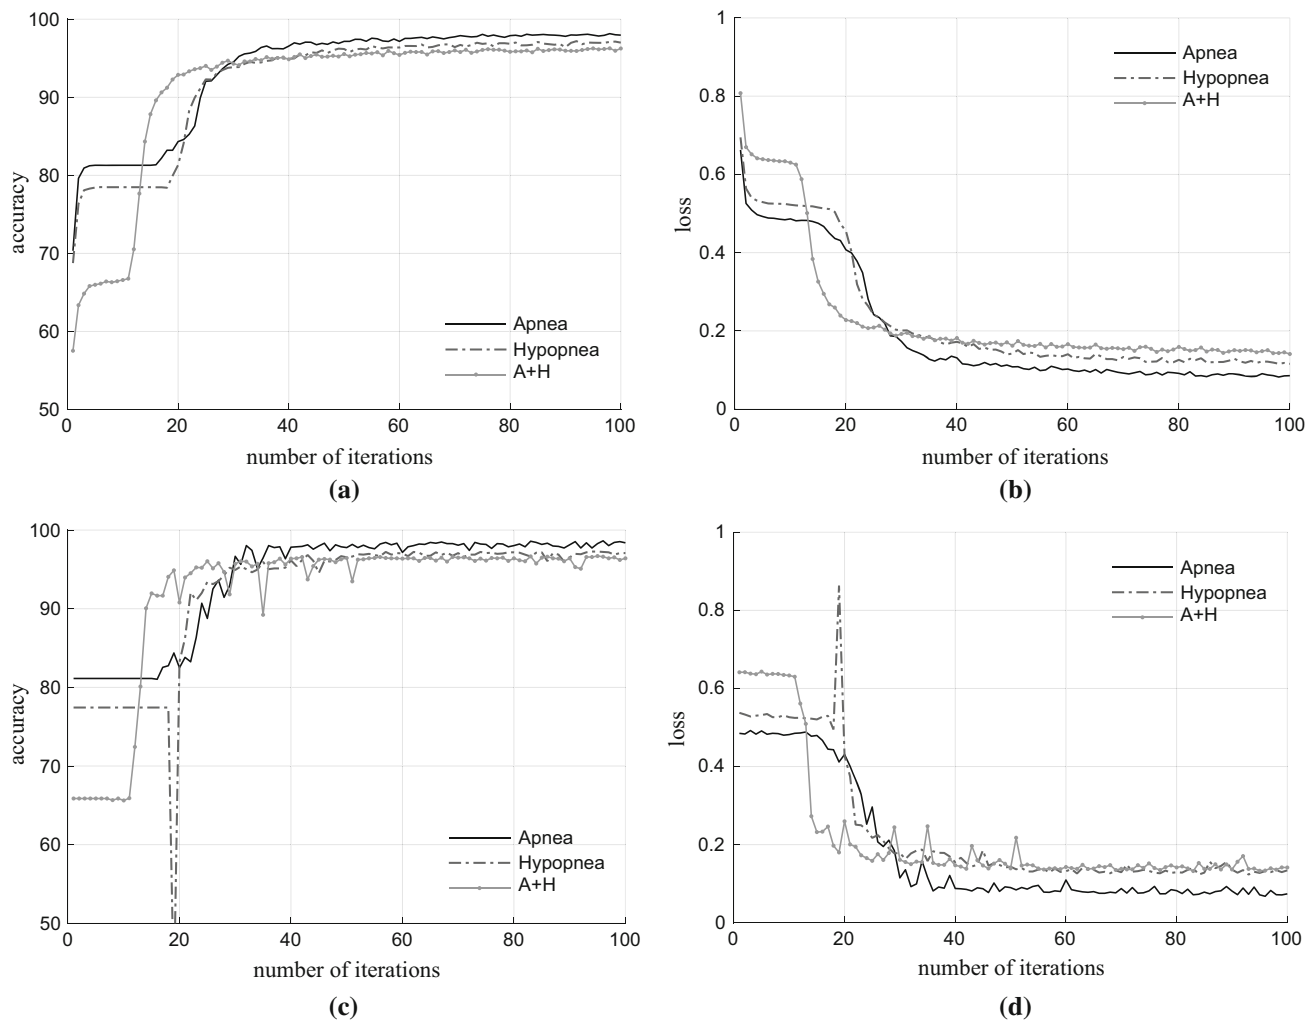 100
90
80
70
60
50
accuracy
Apnea
Hypopnea
A+H
0 20 40 60 80 100
number of iterations
(a)
1
0.8
0.6
0.4
0.2
0
loss
Apnea
Hypopnea
A+H
0 20 40 60 80 100
number of iterations
(b)
100
90
80
70
60
50
accuracy
Apnea
Hypopnea
A+H
0 20 40 60 80 100
number of iterations
(c)
1
0.8
0.6
0.4
0.2
0
loss
Apnea
Hypopnea
A+H
0 20 40 60 80 100
number of iterations
(d)